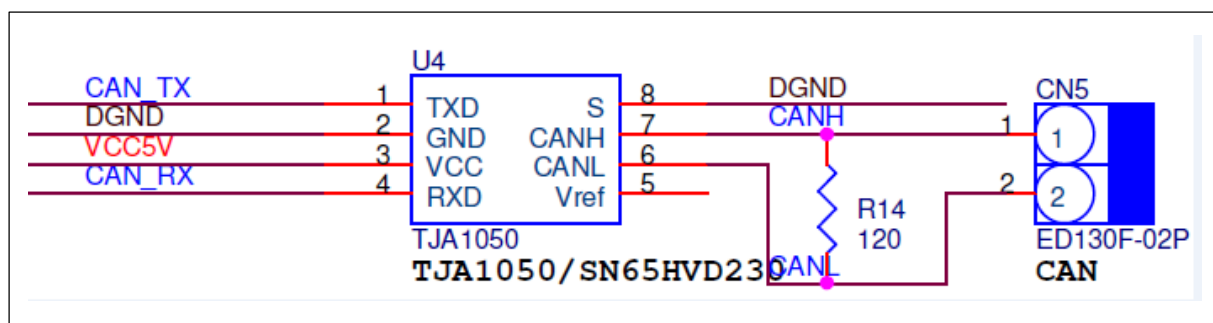 U4
CN5
CAN_TX 1 TXD S 8 DGND
DGND 2 GND CANH 7 CANH 1 1
VCC5V 3 VCC CANL 6
CAN_RX 4 RXD Vref 5 2 2
R14
120
TJA1050 ED130F-02P
TJA1050/SN65HVD230 CANL CAN